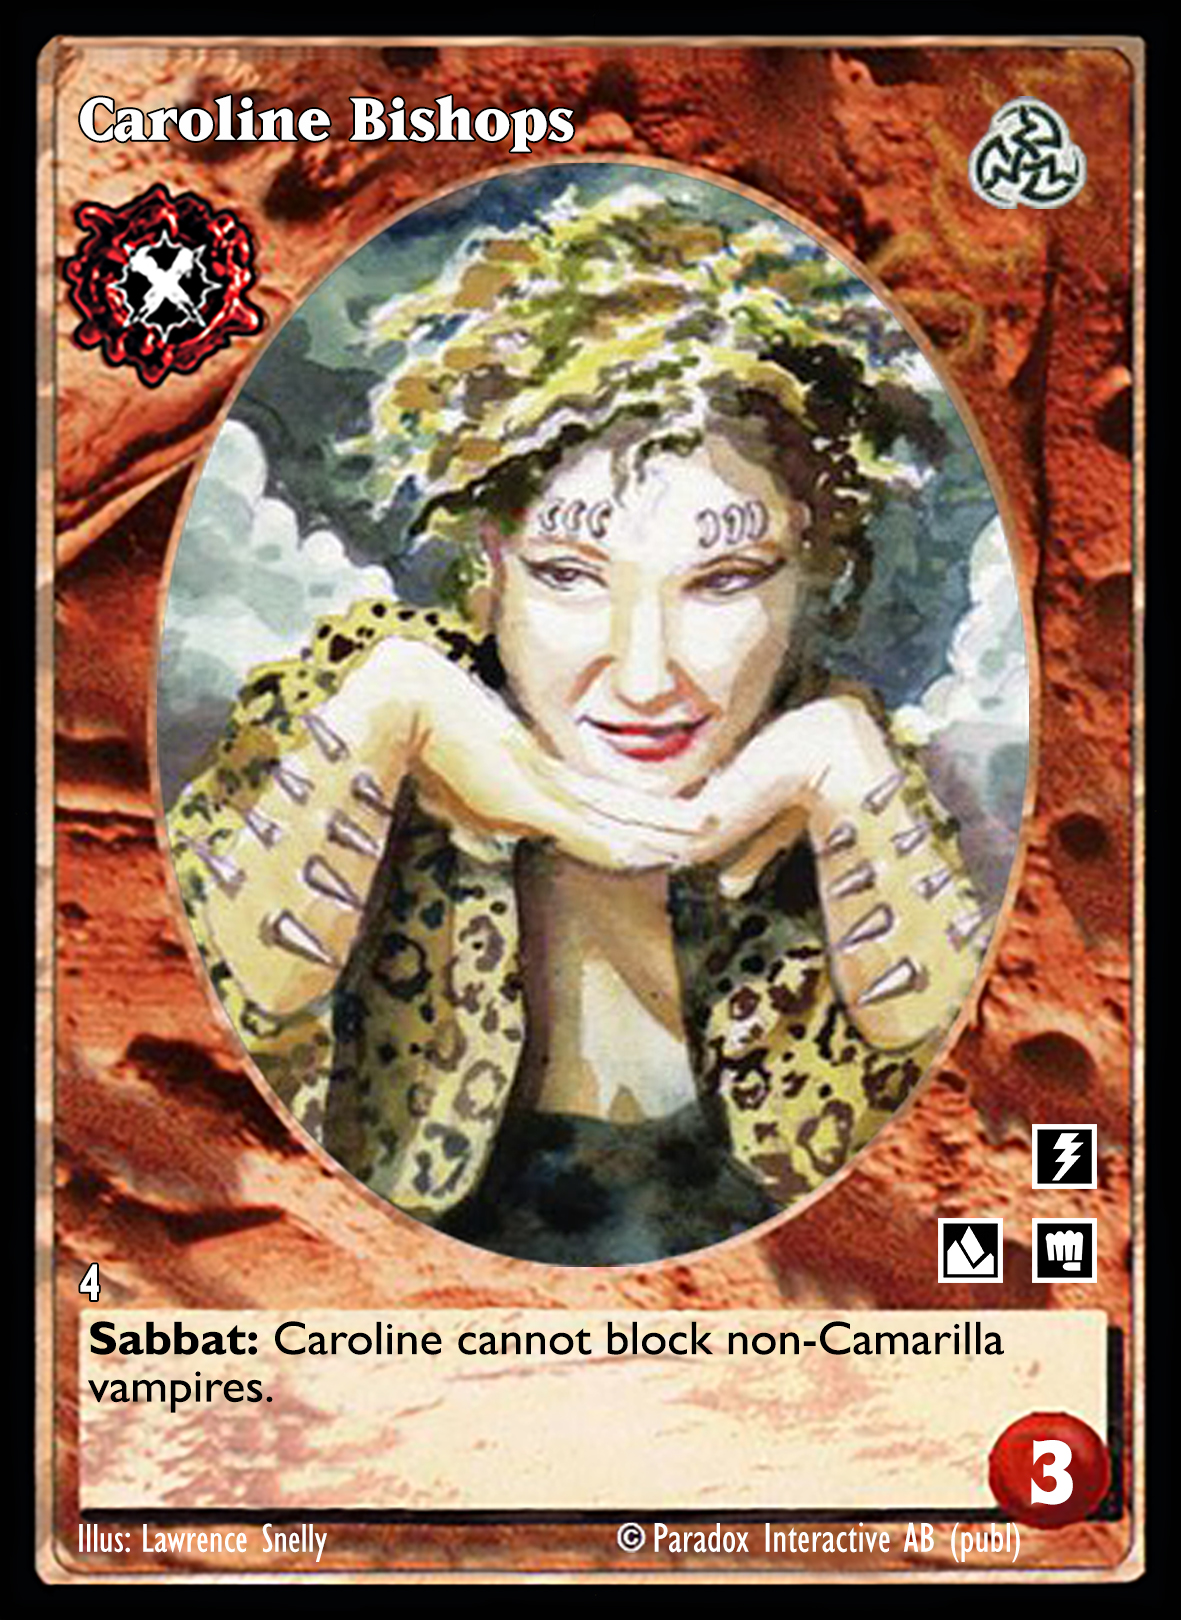 Caroline Bishops
4
Sabbat: Caroline cannot block non-Camarilla
vampires.
3
Illus: Lawrence Snelly
© Paradox Interactive AB (publ)